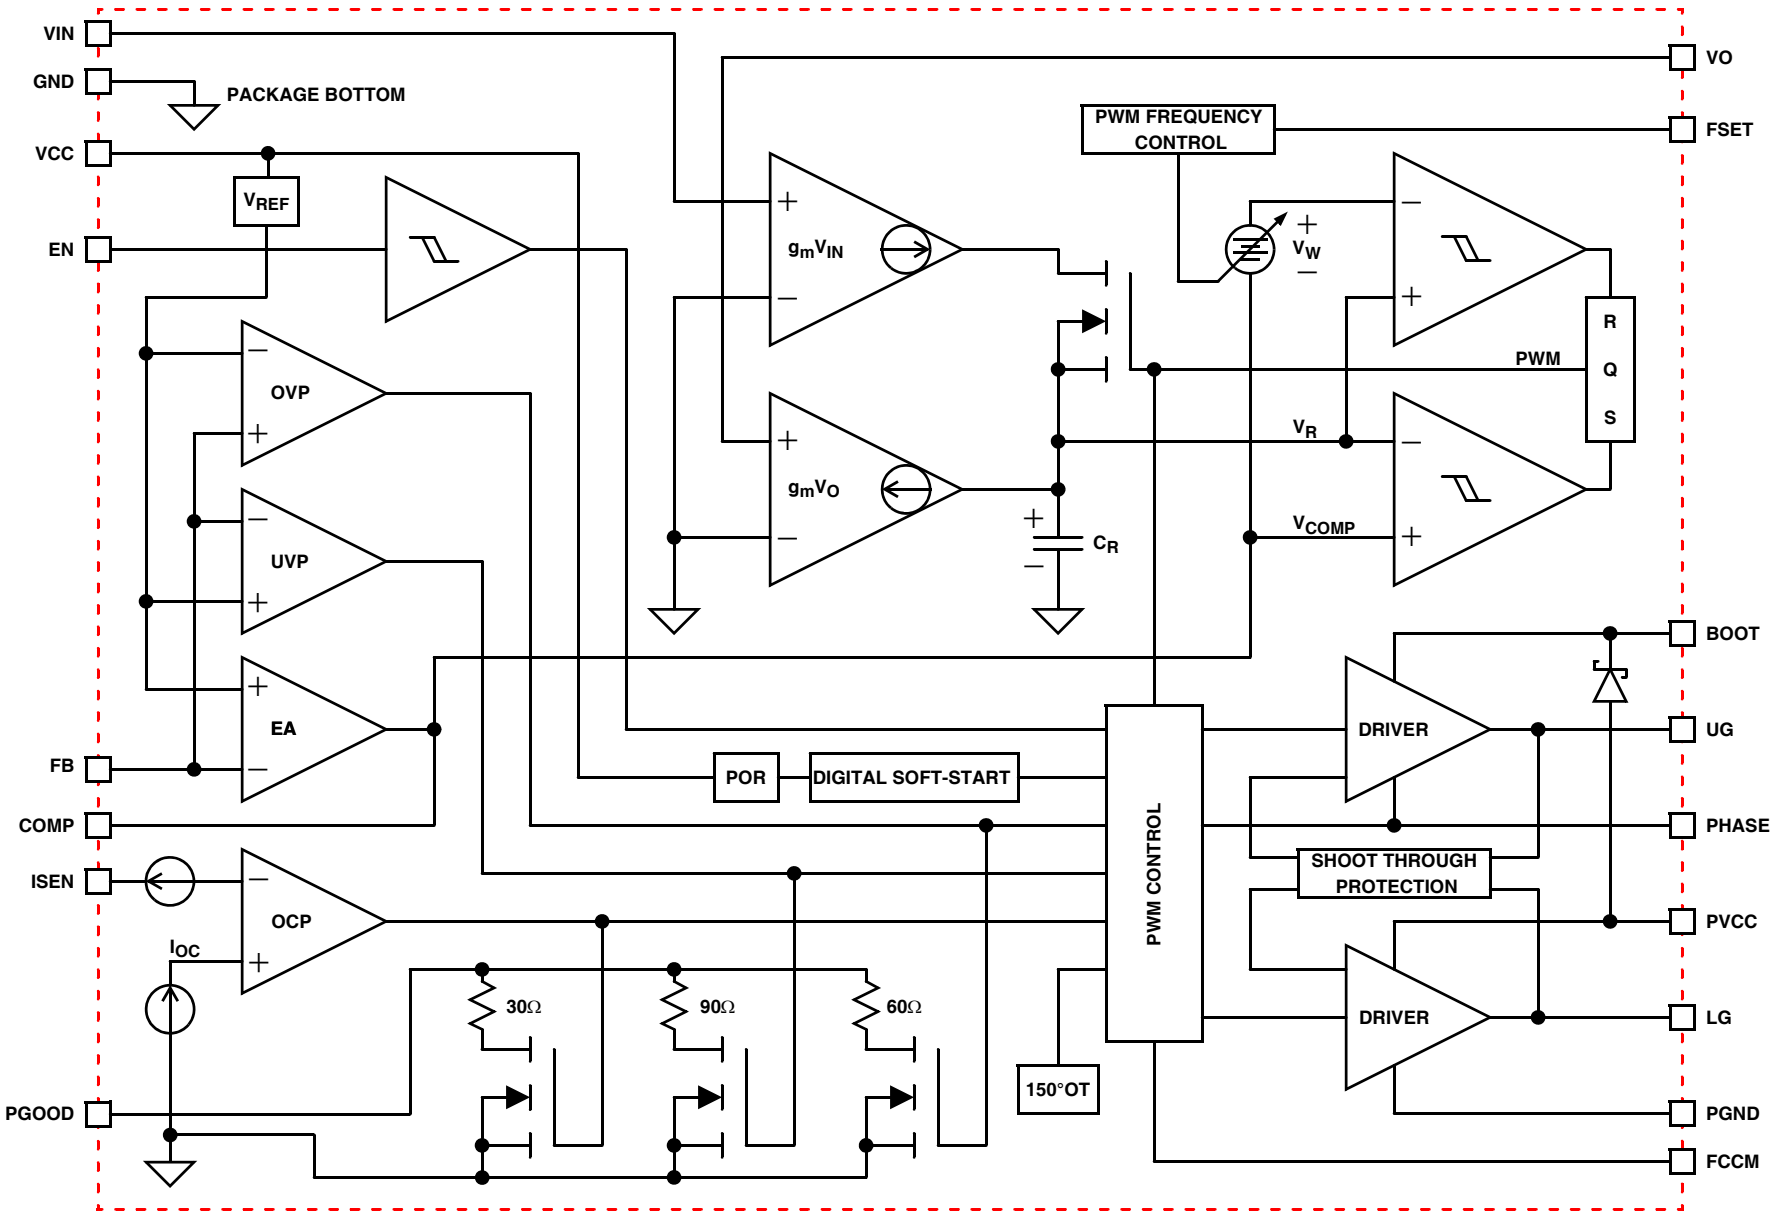 VIN
VO
GND
PACKAGE BOTTOM
PWM FREQUENCY
CONTROL
FSET
VCC
VREF
EN
gmVIN
+
−
+
VW
−
−
+
R
Q
S
PWM
OVP
−
+
gmVO
+
−
VR
VCOMP
−
+
+
CR
−
UVP
−
+
EA
+
−
BOOT
DRIVER
UG
FB
POR
DIGITAL SOFT-START
COMP
PWM CONTROL
PHASE
SHOOT THROUGH
PROTECTION
ISEN
−
OCP
+
IOC
PVCC
30Ω
90Ω
60Ω
DRIVER
LG
150°OT
PGOOD
PGND
FCCM